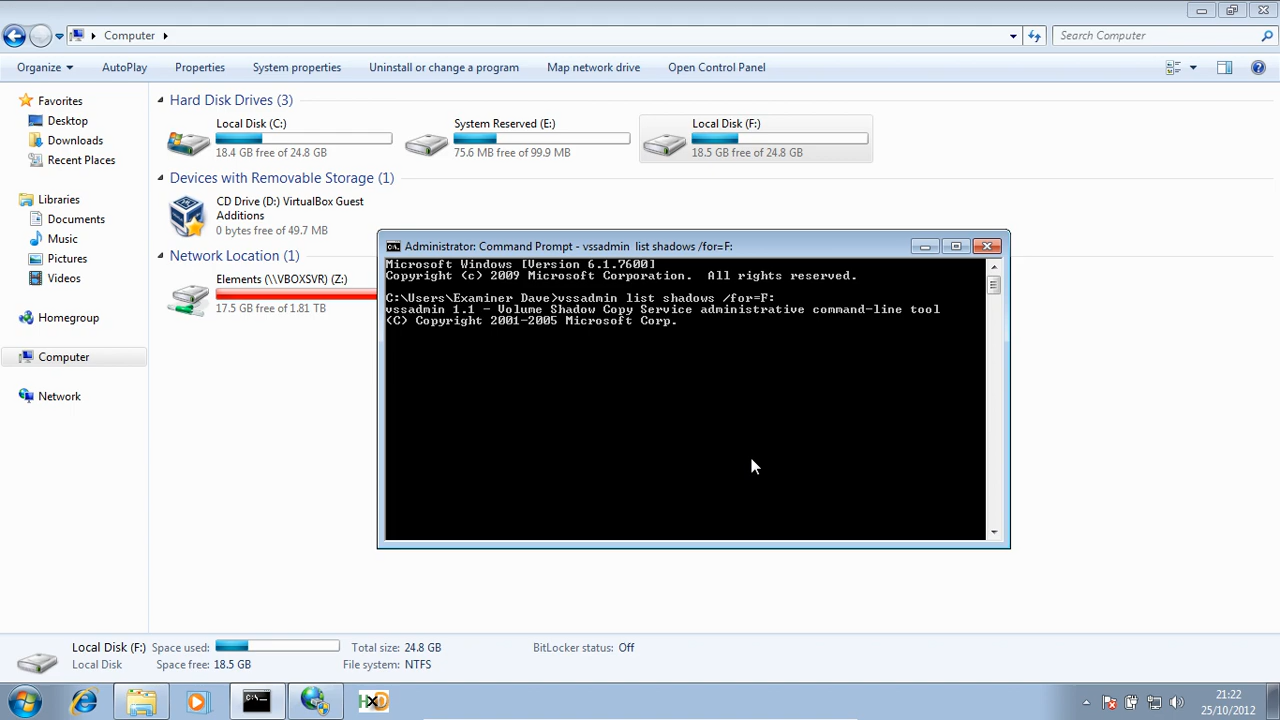 Computer
Search Computer
Organize AutoPlay Properties System properties Uninstall or change a program Map network drive Open Control Panel
Favorites
Desktop
Downloads
Recent Places
Libraries
Documents
Music
Pictures
Videos
Homegroup
Computer
Network
Hard Disk Drives (3)
Local Disk (C:)
18.4 GB free of 24.8 GB
System Reserved (E:)
75.6 MB free of 99.9 MB
Local Disk (F:)
18.5 GB free of 24.8 GB
Devices with Removable Storage (1)
CD Drive (D:) VirtualBox Guest
Additions
0 bytes free of 49.7 MB
Network Location (1)
Elements (\\VBOXSVR) (Z:)
17.5 GB free of 1.81 TB
Administrator: Command Prompt - vssadmin list shadows /for=F:
Microsoft Windows [Version 6.1.7600]
Copyright (c) 2009 Microsoft Corporation. All rights reserved.
C:\Users\Examiner Dave>vssadmin list shadows /for=F:
vssadmin 1.1 - Volume Shadow Copy Service administrative command-line tool
(C) Copyright 2001-2005 Microsoft Corp.
Local Disk (F:) Space used: Total size: 24.8 GB BitLocker status: Off
Local Disk Space free: 18.5 GB File system: NTFS
HXD
21:22
25/10/2012